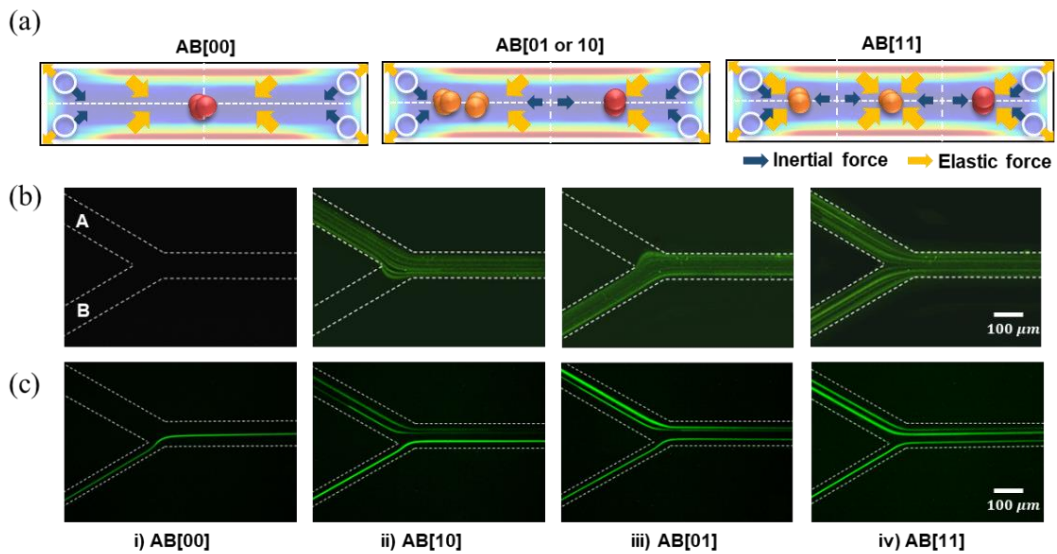 (a)
AB[00] AB[01 or 10] AB[11]
Inertial force Elastic force
(b)
A
B
100 μm
(c)
100 μm
i) AB[00] ii) AB[10] iii) AB[01] iv) AB[11]